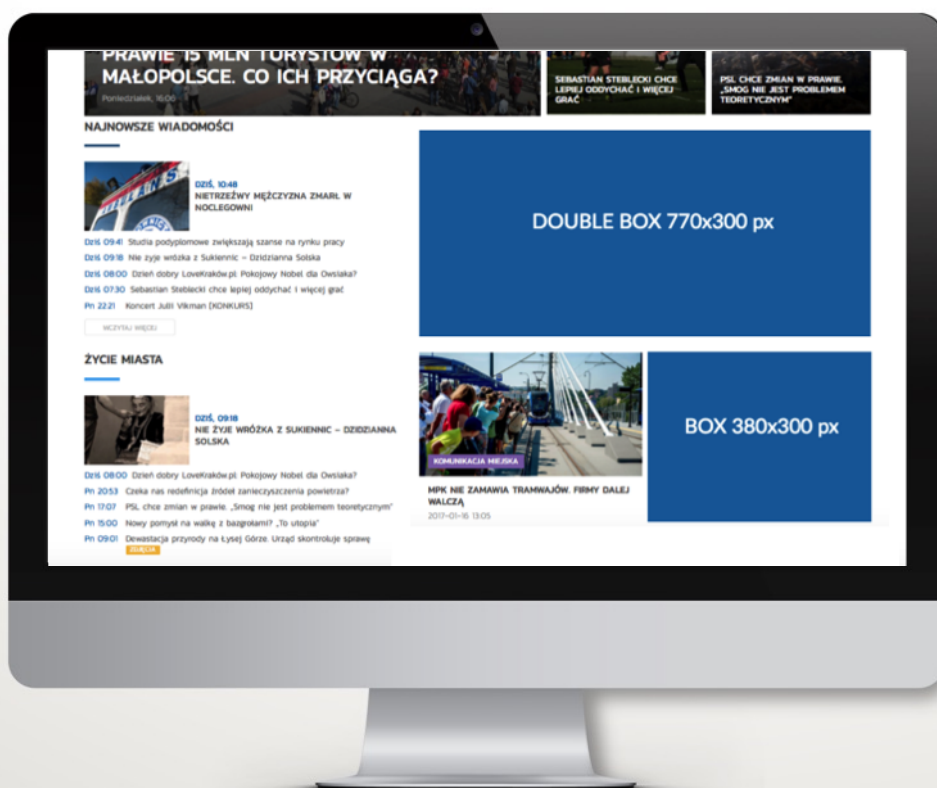 PRAWIE 15 MLN TURYSTÓW W
MAŁOPOLSCE. CO ICH PRZYCIĄGA?
Poniedziałek, 16:06
SEBASTIAN STEBLECKI CHCE
LEPIEJ ODDYCHAĆ I WIĘCEJ
GRAĆ
PSL CHCE ZMIAN W PRAWIE.
„SMOG NIE JEST PROBLEMEM
TEORETYCZNYM"
NAJNOWSZE WIADOMOŚCI
DZIŚ, 10:48
NIETRZEŹWY MĘŻCZYZNA ZMARŁ W
NOCLEGOWNI
Dziś 09:41 Studia podyplomowe zwiększają szanse na rynku pracy
Dziś 09:18 Nie żyje wróżka z Sukiennic – Dzidzianna Solska
Dziś 08:00 Dzień dobry LoveKraków.pl. Pokojowy Nobel dla Owsiaka?
Dziś 07:30 Sebastian Steblecki chce lepiej oddychać i więcej grać
Pn 22:21 Koncert Julii Vikman [KONKURS]
WCZYTAJ WIĘCEJ
DOUBLE BOX 770x300 px
ŻYCIE MIASTA
DZIŚ, 09:18
NIE ŻYJE WRÓŻKA Z SUKIENNIC – DZIDZIANNA
SOLSKA
Dziś 08:00 Dzień dobry LoveKraków.pl. Pokojowy Nobel dla Owsiaka?
Pn 20:53 Czeka nas redefinicja źródeł zanieczyszczenia powietrza?
Pn 17:07 PSL chce zmian w prawie. „Smog nie jest problemem teoretycznym"
Pn 15:00 Nowy pomysł na walkę z bazgrołami? „To utopia"
Pn 09:01 Dewastacja przyrody na Łysej Górze. Urząd skontroluje sprawę
ZDJĘCIA
KOMUNIKACJA MIEJSKA
MPK NIE ZAMAWIA TRAMWAJÓW. FIRMY DALEJ
WALCZĄ
2017-01-16 13:05
BOX 380x300 px